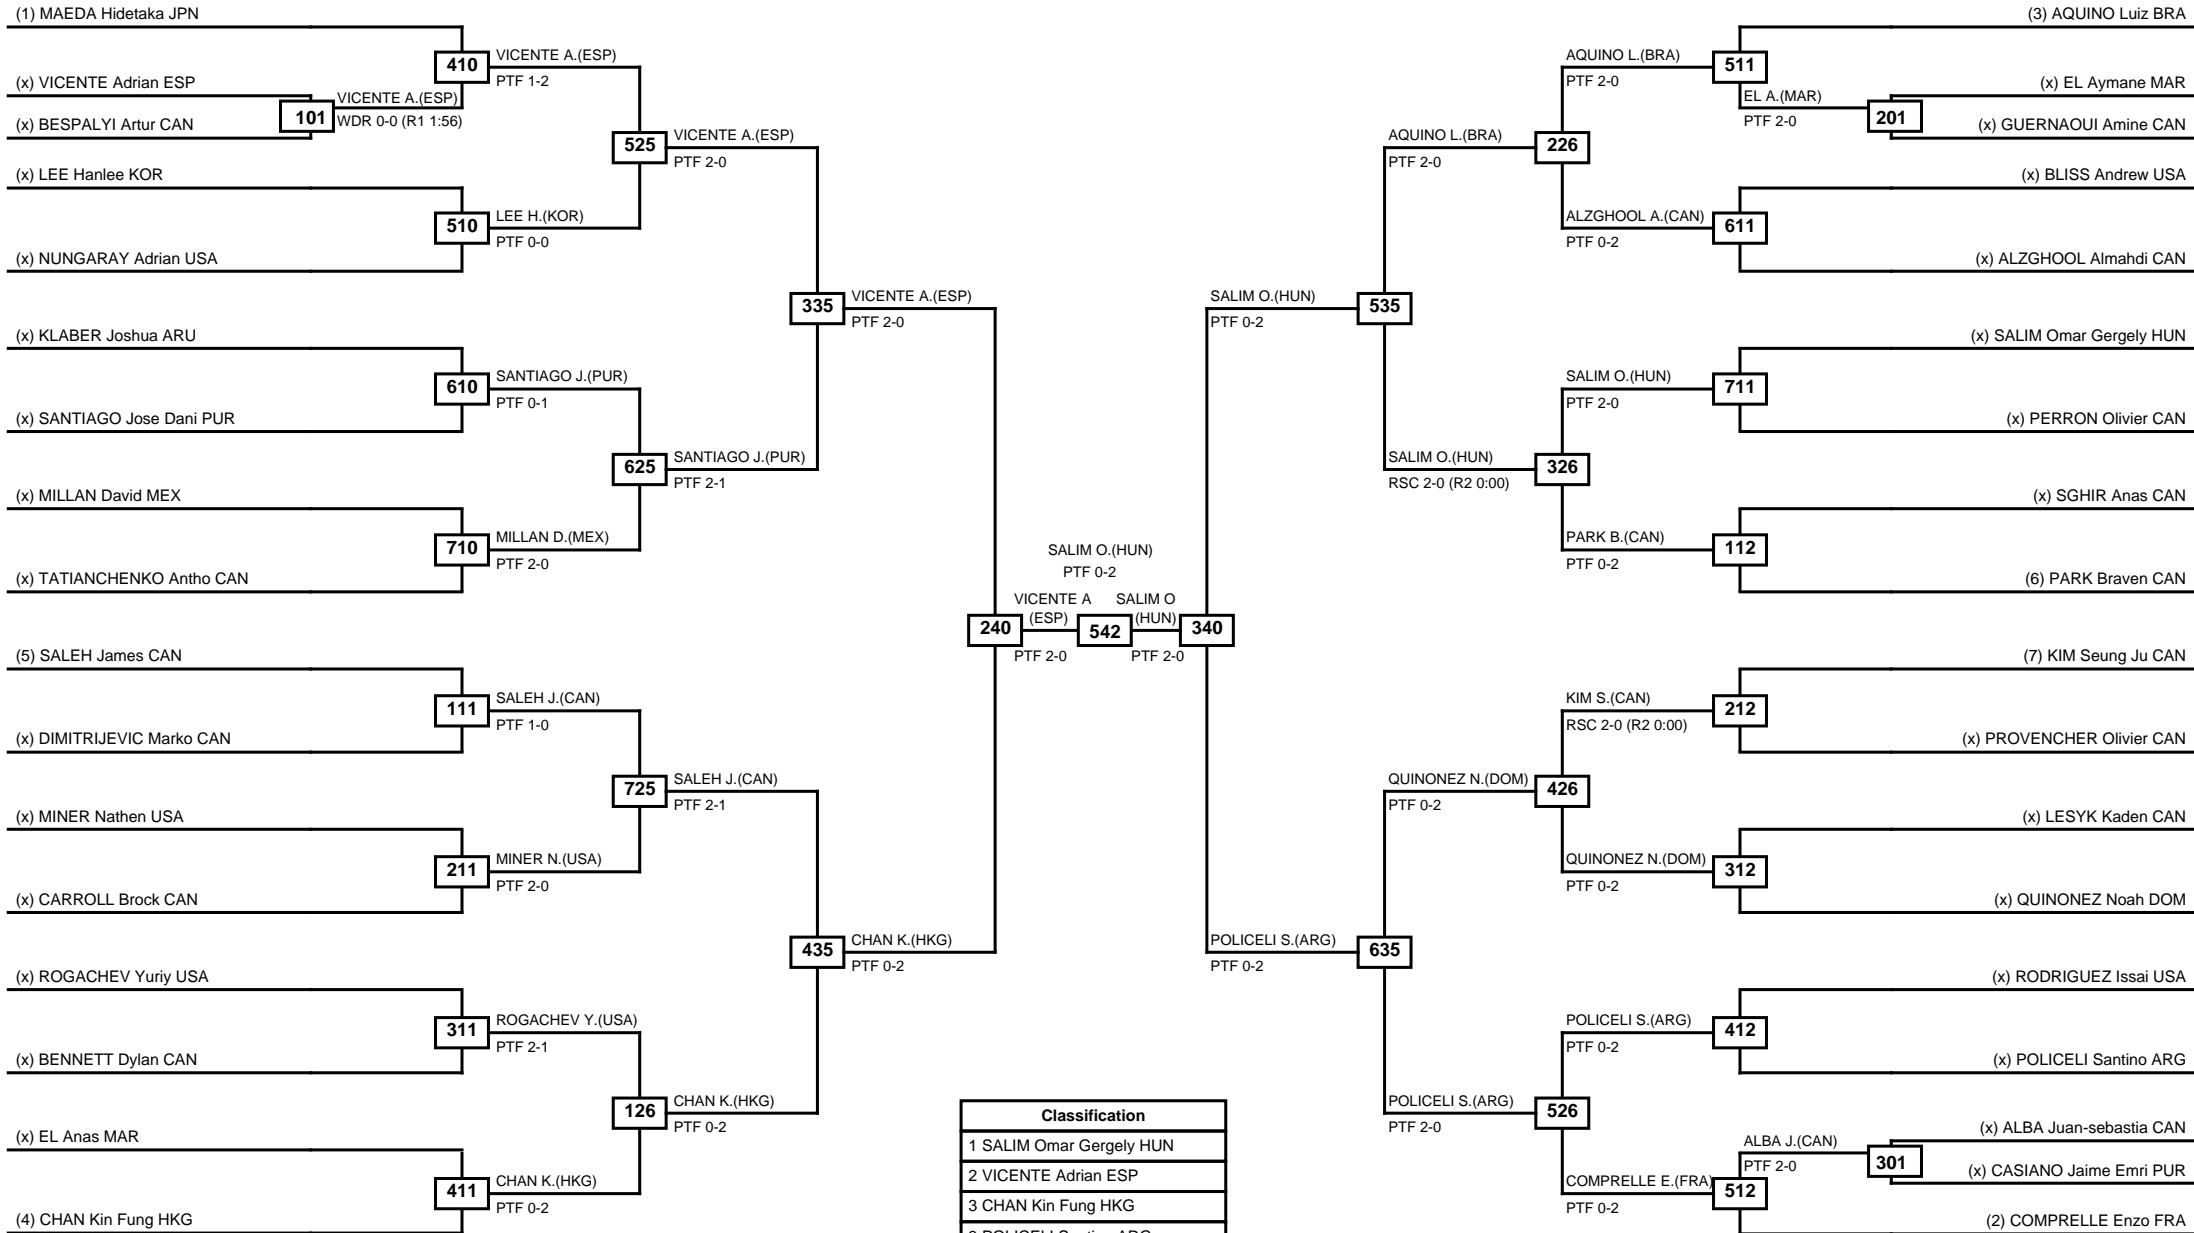 (1) MAEDA Hidetaka JPN
(x) VICENTE Adrian ESP
(x) BESPALYI Artur CAN
(x) LEE Hanlee KOR
(x) NUNGARAY Adrian USA
(x) KLABER Joshua ARU
(x) SANTIAGO Jose Dani PUR
(x) MILLAN David MEX
(x) TATIANCHENKO Antho CAN
(5) SALEH James CAN
(x) DIMITRIJEVIC Marko CAN
(x) MINER Nathen USA
(x) CARROLL Brock CAN
(x) ROGACHEV Yuriy USA
(x) BENNETT Dylan CAN
(x) EL Anas MAR
(4) CHAN Kin Fung HKG
101
VICENTE A.(ESP)
WDR 0-0 (R1 1:56)
410
VICENTE A.(ESP)
PTF 1-2
510
LEE H.(KOR)
PTF 0-0
610
SANTIAGO J.(PUR)
PTF 0-1
710
MILLAN D.(MEX)
PTF 2-0
111
SALEH J.(CAN)
PTF 1-0
211
MINER N.(USA)
PTF 2-0
311
ROGACHEV Y.(USA)
PTF 2-1
411
CHAN K.(HKG)
PTF 0-2
525
VICENTE A.(ESP)
PTF 2-0
625
SANTIAGO J.(PUR)
PTF 2-1
725
SALEH J.(CAN)
PTF 2-1
126
CHAN K.(HKG)
PTF 0-2
335
VICENTE A.(ESP)
PTF 2-0
435
CHAN K.(HKG)
PTF 0-2
SALIM O.(HUN)
PTF 0-2
240
VICENTE A
(ESP)
PTF 2-0
542
SALIM O
(HUN)
PTF 2-0
340
SALIM O.(HUN)
PTF 0-2
535
POLICELI S.(ARG)
PTF 0-2
635
AQUINO L.(BRA)
PTF 2-0
226
SALIM O.(HUN)
RSC 2-0 (R2 0:00)
326
QUINONEZ N.(DOM)
PTF 0-2
426
POLICELI S.(ARG)
PTF 2-0
526
AQUINO L.(BRA)
PTF 2-0
511
ALZGHOOL A.(CAN)
PTF 0-2
611
SALIM O.(HUN)
PTF 2-0
711
PARK B.(CAN)
PTF 0-2
112
KIM S.(CAN)
RSC 2-0 (R2 0:00)
212
QUINONEZ N.(DOM)
PTF 0-2
312
POLICELI S.(ARG)
PTF 0-2
412
COMPRELLE E.(FRA)
PTF 0-2
512
EL A.(MAR)
PTF 2-0
201
ALBA J.(CAN)
PTF 2-0
301
(3) AQUINO Luiz BRA
(x) EL Aymane MAR
(x) GUERNAOUI Amine CAN
(x) BLISS Andrew USA
(x) ALZGHOOL Almahdi CAN
(x) SALIM Omar Gergely HUN
(x) PERRON Olivier CAN
(x) SGHIR Anas CAN
(6) PARK Braven CAN
(7) KIM Seung Ju CAN
(x) PROVENCHER Olivier CAN
(x) LESYK Kaden CAN
(x) QUINONEZ Noah DOM
(x) RODRIGUEZ Issai USA
(x) POLICELI Santino ARG
(x) ALBA Juan-sebastia CAN
(x) CASIANO Jaime Emri PUR
(2) COMPRELLE Enzo FRA
Classification
1 SALIM Omar Gergely HUN
2 VICENTE Adrian ESP
3 CHAN Kin Fung HKG